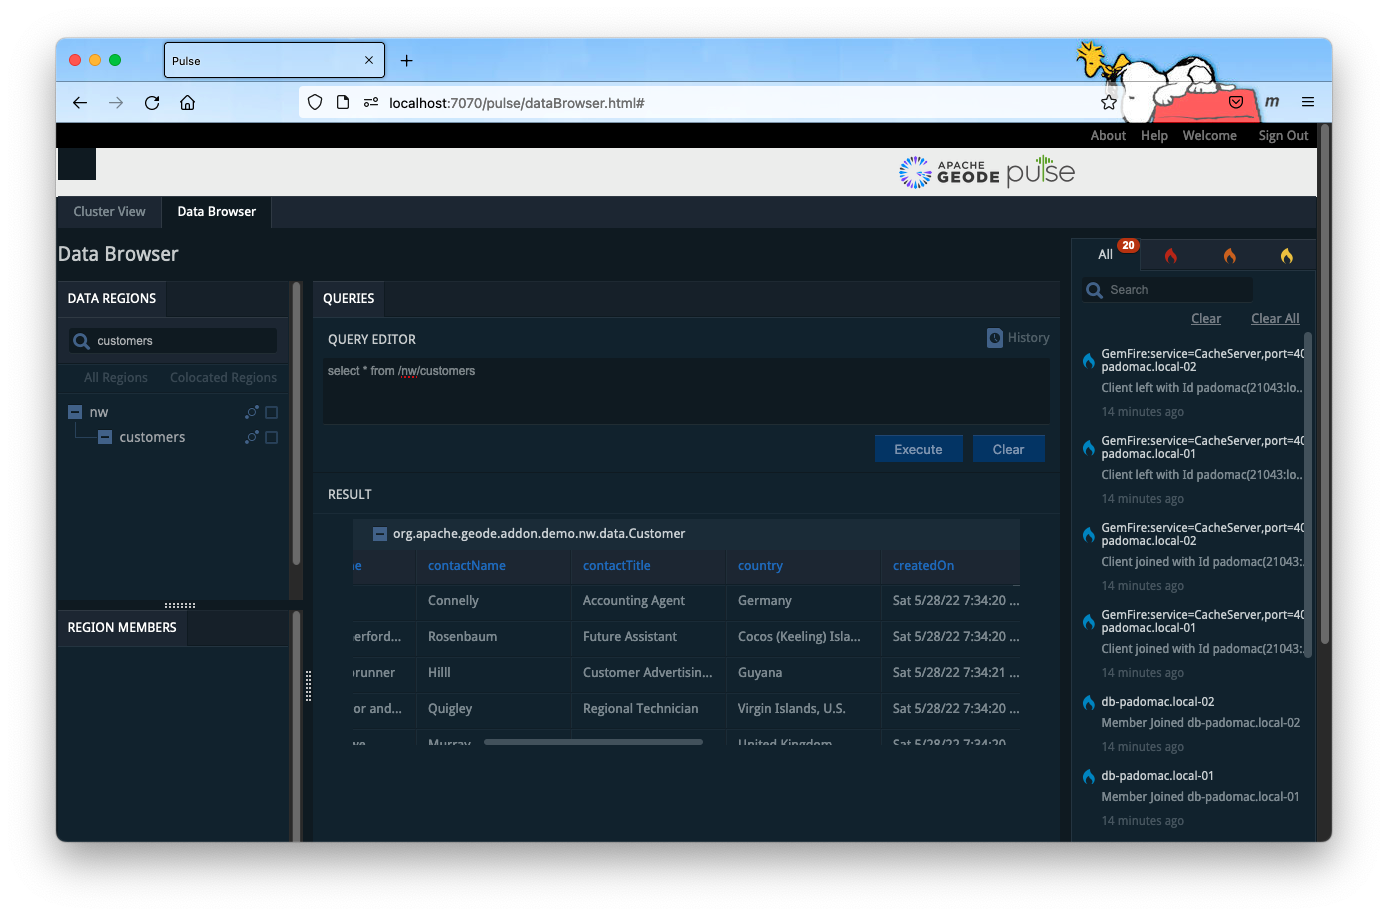 Pulse
localhost:7070/pulse/dataBrowser.html#
m
About Help Welcome Sign Out
APACHE GEODE pulse
Cluster View Data Browser
Data Browser
DATA REGIONS
customers
All Regions Colocated Regions
nw
customers
REGION MEMBERS
QUERIES
QUERY EDITOR
History
select * from /nw/customers
Execute Clear
RESULT
org.apache.geode.addon.demo.nw.data.Customer
e contactName contactTitle country createdOn
Connelly Accounting Agent Germany Sat 5/28/22 7:34:20 ...
erford... Rosenbaum Future Assistant Cocos (Keeling) Isla... Sat 5/28/22 7:34:20 ...
runner Hilll Customer Advertisin... Guyana Sat 5/28/22 7:34:21 ...
or and... Quigley Regional Technician Virgin Islands, U.S. Sat 5/28/22 7:34:20 ...
Murray United Kingdom Sat 5/28/22 7:34:20
All 20
Search
Clear Clear All
GemFire:service=CacheServer,port=40
padomac.local-02
Client left with Id padomac(21043:lo..
14 minutes ago
GemFire:service=CacheServer,port=40
padomac.local-01
Client left with Id padomac(21043:lo..
14 minutes ago
GemFire:service=CacheServer,port=40
padomac.local-02
Client joined with Id padomac(21043:.
14 minutes ago
GemFire:service=CacheServer,port=40
padomac.local-01
Client joined with Id padomac(21043:.
14 minutes ago
db-padomac.local-02
Member Joined db-padomac.local-02
14 minutes ago
db-padomac.local-01
Member Joined db-padomac.local-01
14 minutes ago